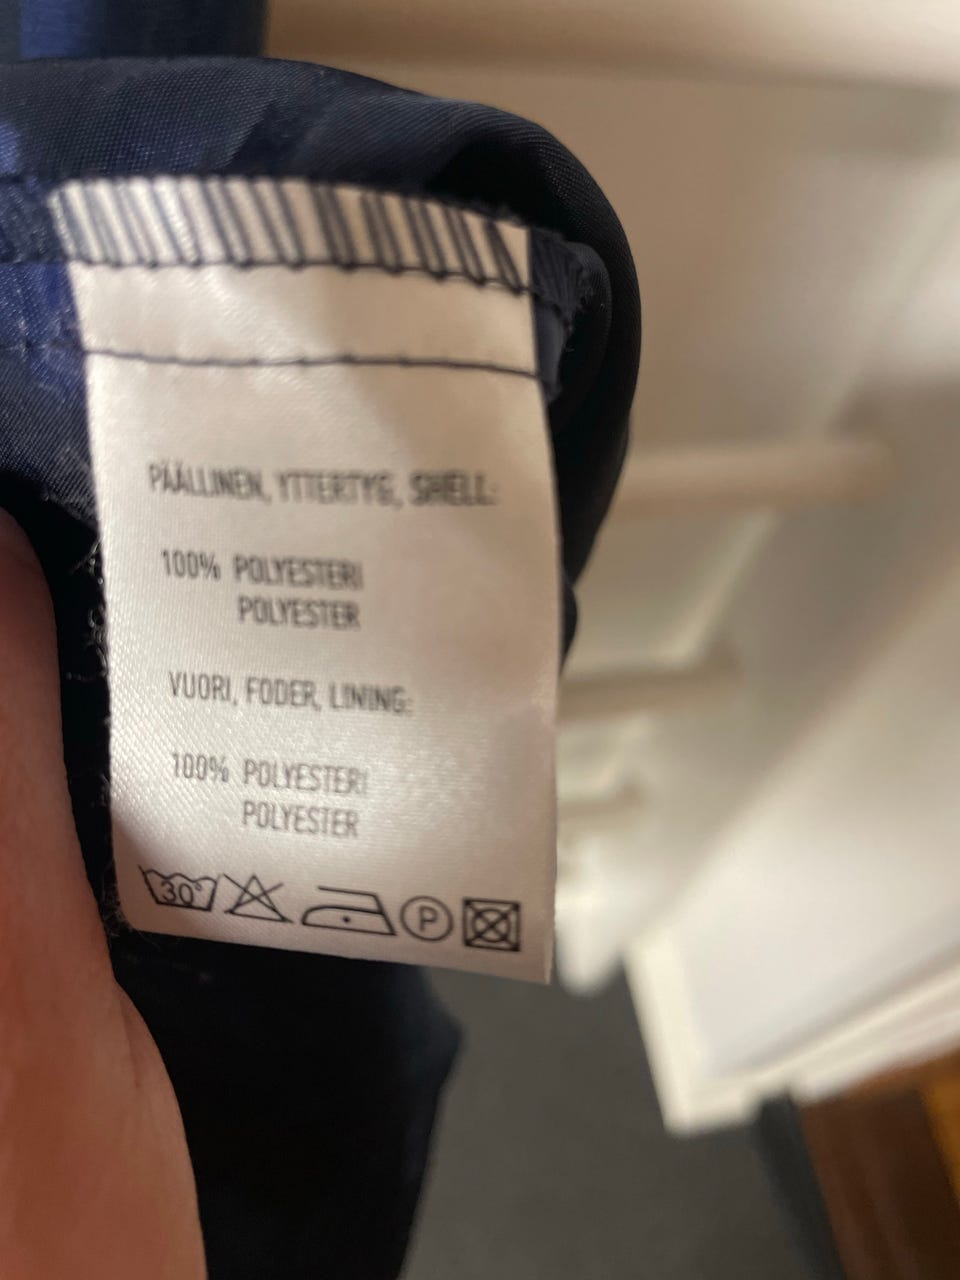 PÄÄLLINEN, YTTERTYG, SHELL:
100% POLYESTERI
POLYESTER
VUORI, FODER, LINING:
100% POLYESTERI
POLYESTER
30° P